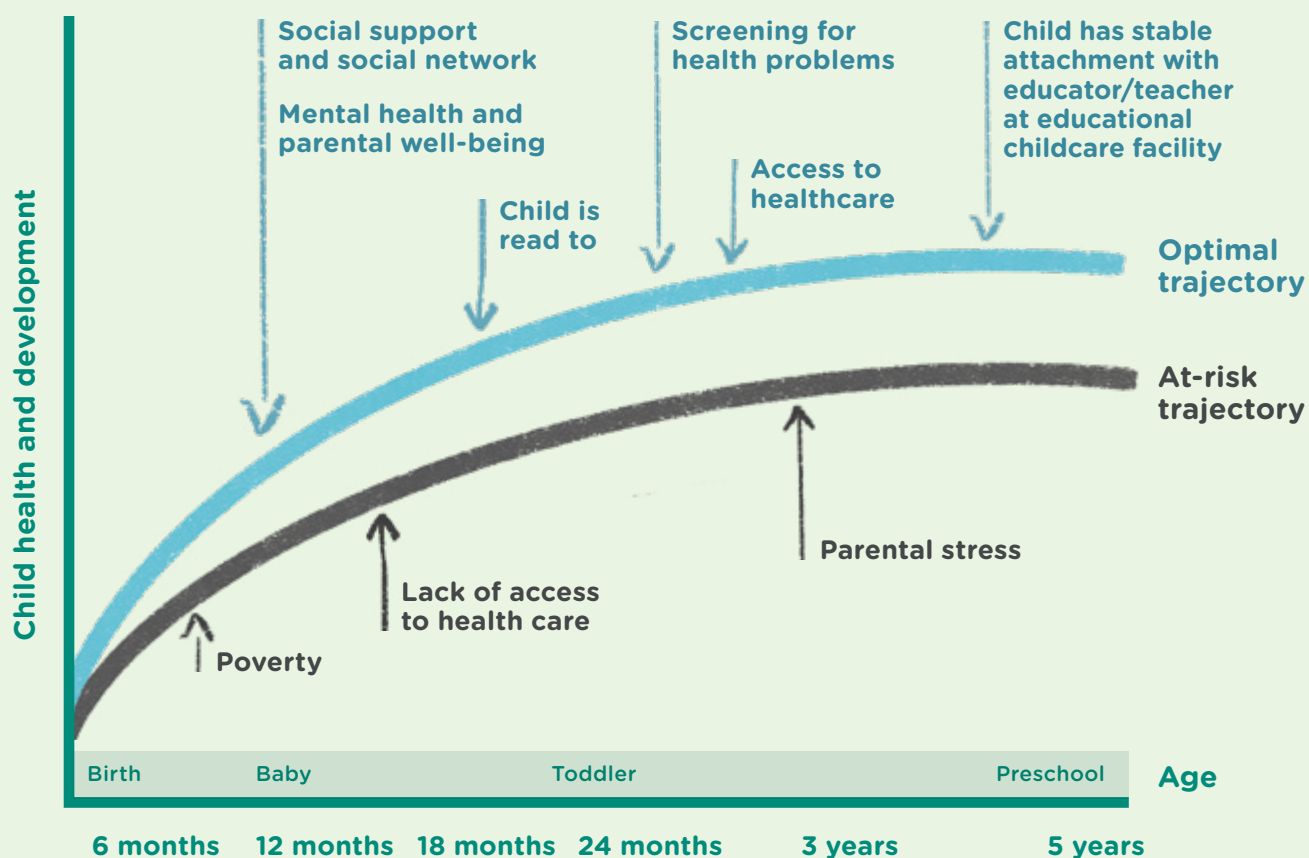 Child health and development
Social support
and social network
Mental health and
parental well-being
Child is
read to
Screening for
health problems
Access to
healthcare
Child has stable
attachment with
educator/teacher
at educational
childcare facility
Optimal
trajectory
At-risk
trajectory
Parental stress
Lack of access
to health care
Poverty
Birth
Baby
Toddler
Preschool
Age
6 months
12 months
18 months
24 months
3 years
5 years